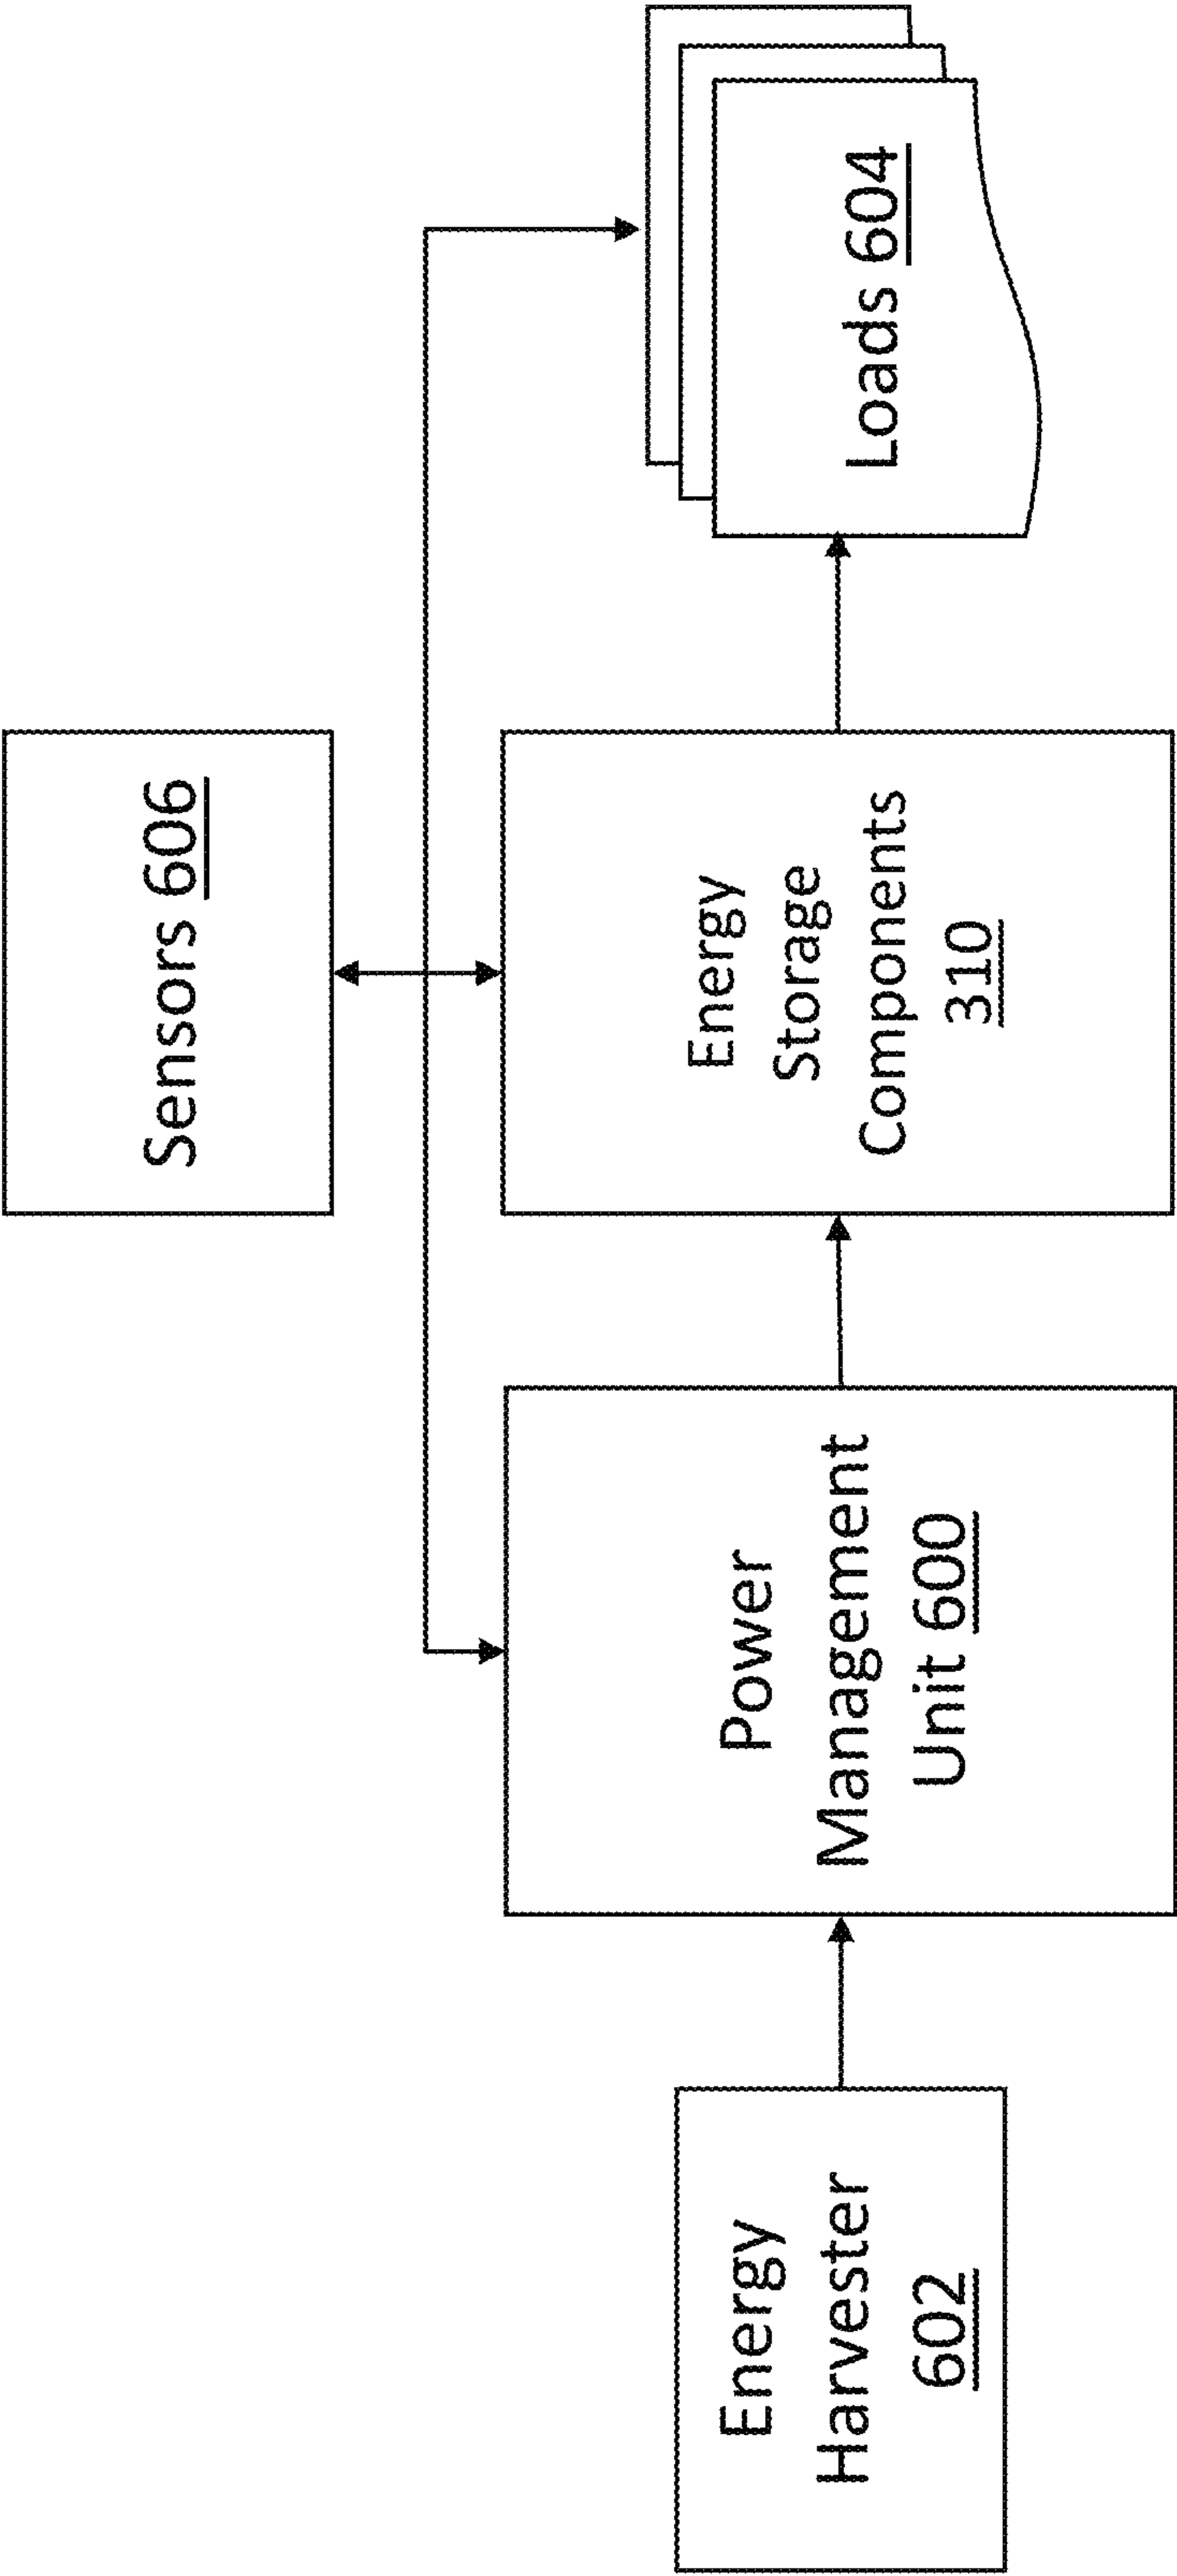 Sensors 606
Energy
Harvester
602
Power
Management
Unit 600
Energy
Storage
Components
310
Loads 604